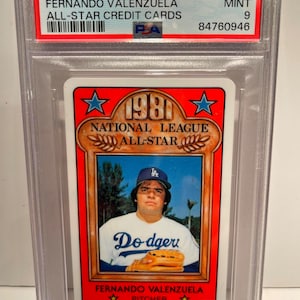 FERNANDO VALENZUELA
MINT
ALL-STAR CREDIT CARDS
9
PSA
84760946
1981
NATIONAL LEAGUE
ALL-STAR
LA
Dodgers
FERNANDO VALENZUELA
PITCHER